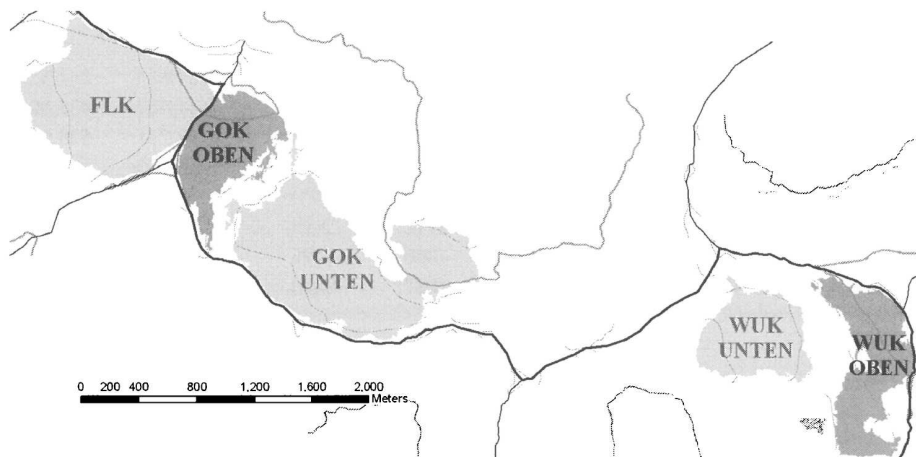 FLK
GOK
OBEN
GOK
UNTEN
WUK
UNTEN
WUK
OBEN
0 200 400 800 1,200 1,600 2,000
Meters